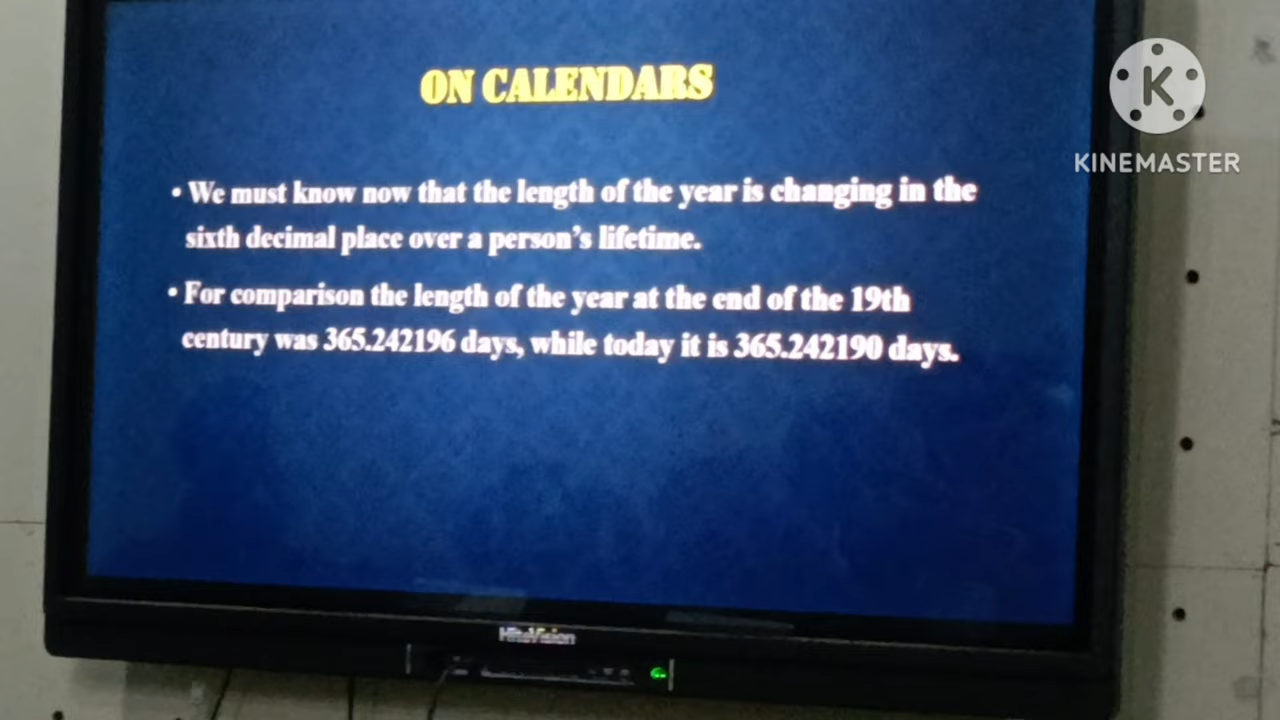 ON CALENDARS
• We must know now that the length of the year is changing in the
sixth decimal place over a person's lifetime.
• For comparison the length of the year at the end of the 19th
century was 365.242196 days, while today it is 365.242190 days.
K
KINEMASTER
HiteVision